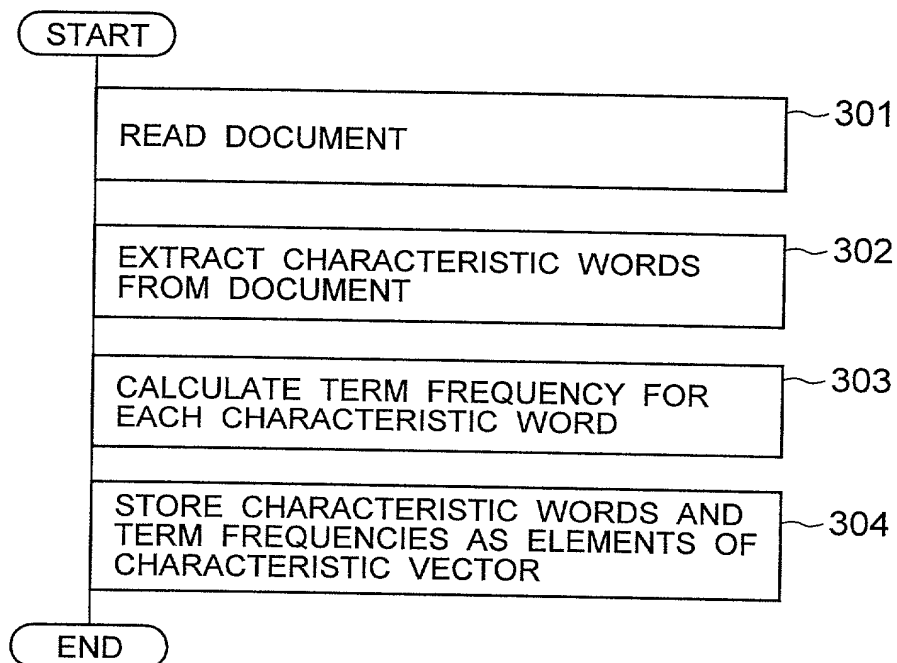 START
READ DOCUMENT
301
EXTRACT CHARACTERISTIC WORDS
FROM DOCUMENT
302
CALCULATE TERM FREQUENCY FOR
EACH CHARACTERISTIC WORD
303
STORE CHARACTERISTIC WORDS AND
TERM FREQUENCIES AS ELEMENTS OF
CHARACTERISTIC VECTOR
304
END